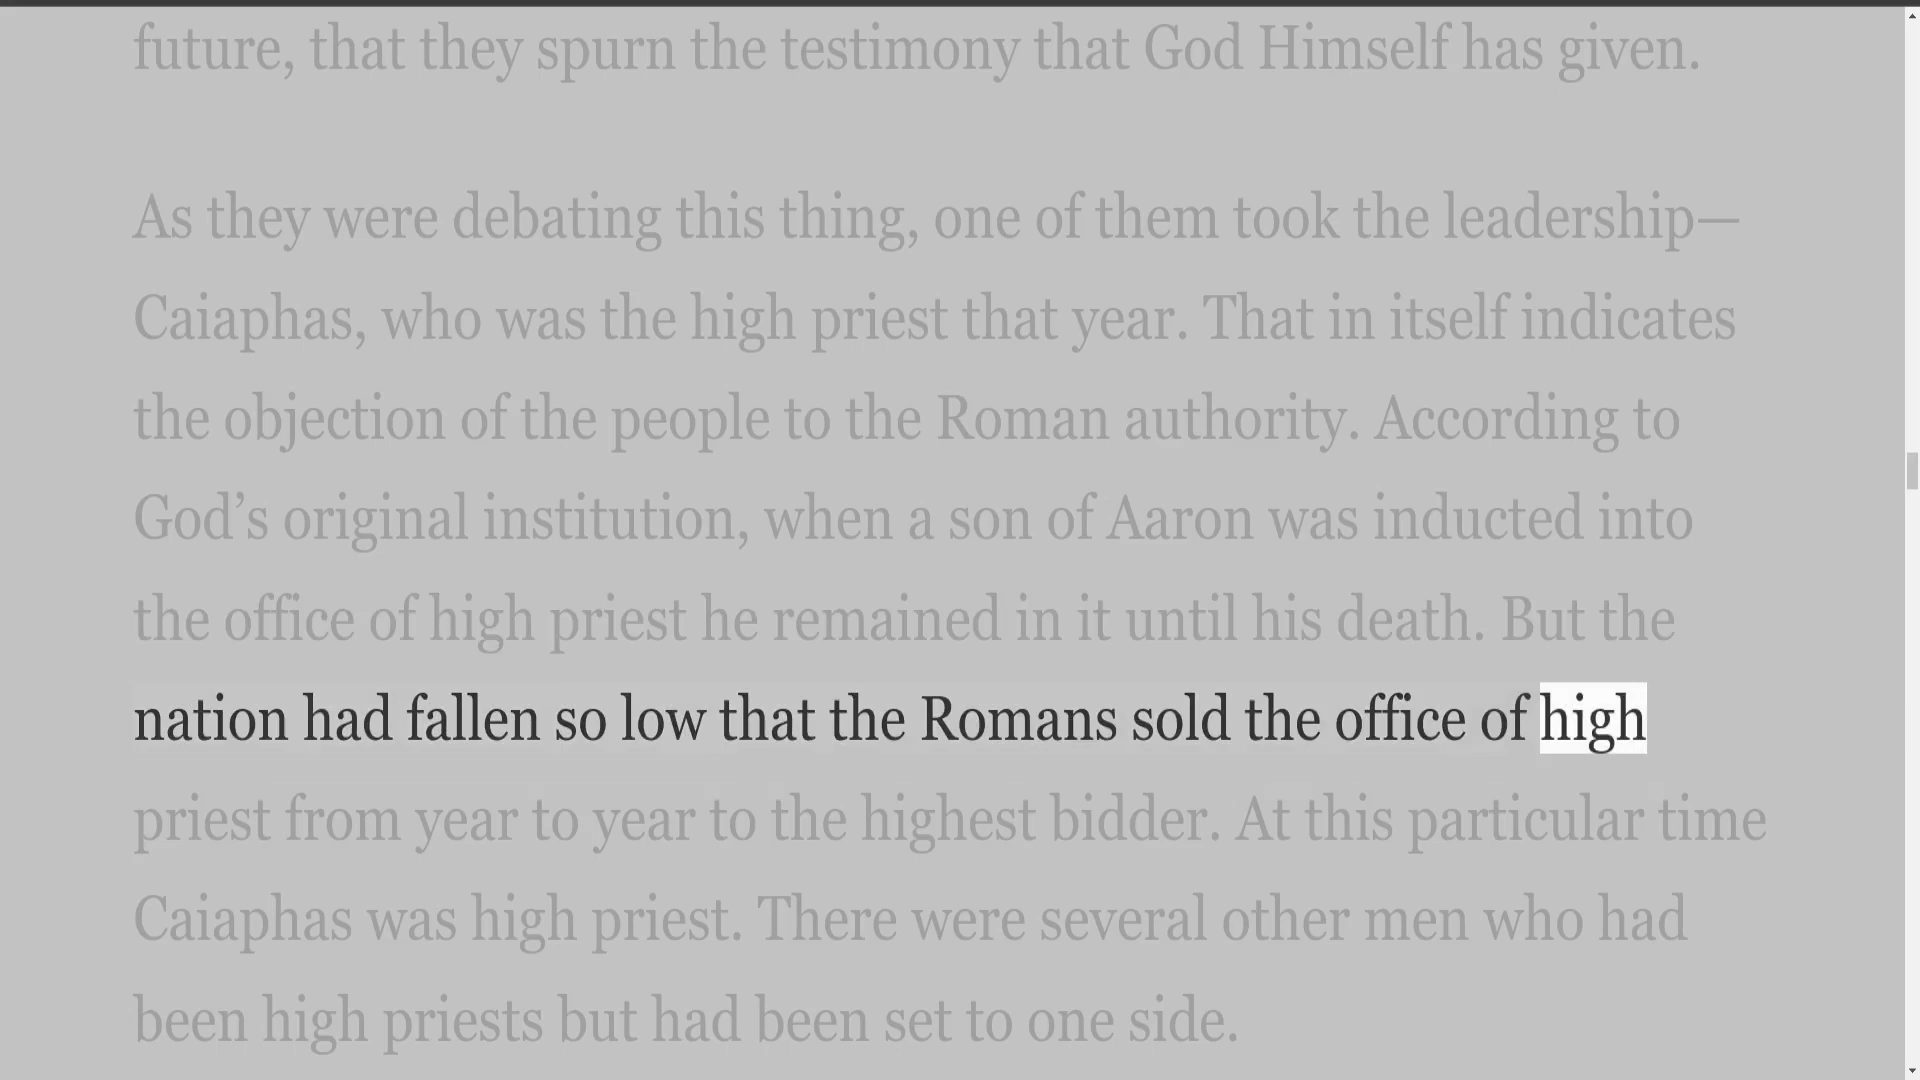 future, that they spurn the testimony that God Himself has given.
As they were debating this thing, one of them took the leadership—
Caiaphas, who was the high priest that year. That in itself indicates
the objection of the people to the Roman authority. According to
God’s original institution, when a son of Aaron was inducted into
the office of high priest he remained in it until his death. But the
nation had fallen so low that the Romans sold the office of high
priest from year to year to the highest bidder. At this particular time
Caiaphas was high priest. There were several other men who had
been high priests but had been set to one side.